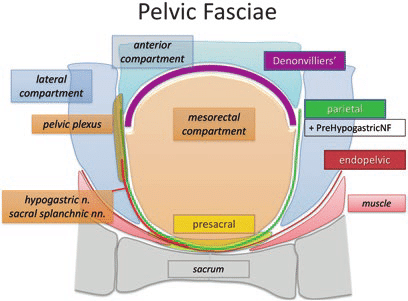 Pelvic Fasciae
anterior
compartment
Denonvilliers'
lateral
compartment
parietal
mesorectal
compartment
pelvic plexus
+ PreHypogastricNF
endopelvic
hypogastric n.
sacral splanchnic nn.
presacral
muscle
sacrum